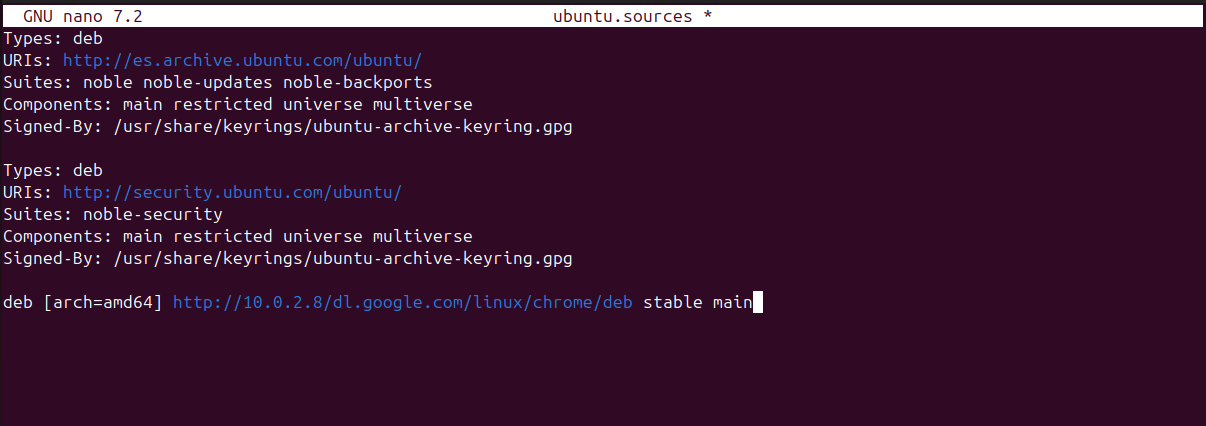 GNU nano 7.2 ubuntu.sources *
Types: deb
URIs: http://es.archive.ubuntu.com/ubuntu/
Suites: noble noble-updates noble-backports
Components: main restricted universe multiverse
Signed-By: /usr/share/keyrings/ubuntu-archive-keyring.gpg
Types: deb
URIs: http://security.ubuntu.com/ubuntu/
Suites: noble-security
Components: main restricted universe multiverse
Signed-By: /usr/share/keyrings/ubuntu-archive-keyring.gpg
deb [arch=amd64] http://10.0.2.8/dl.google.com/linux/chrome/deb stable main